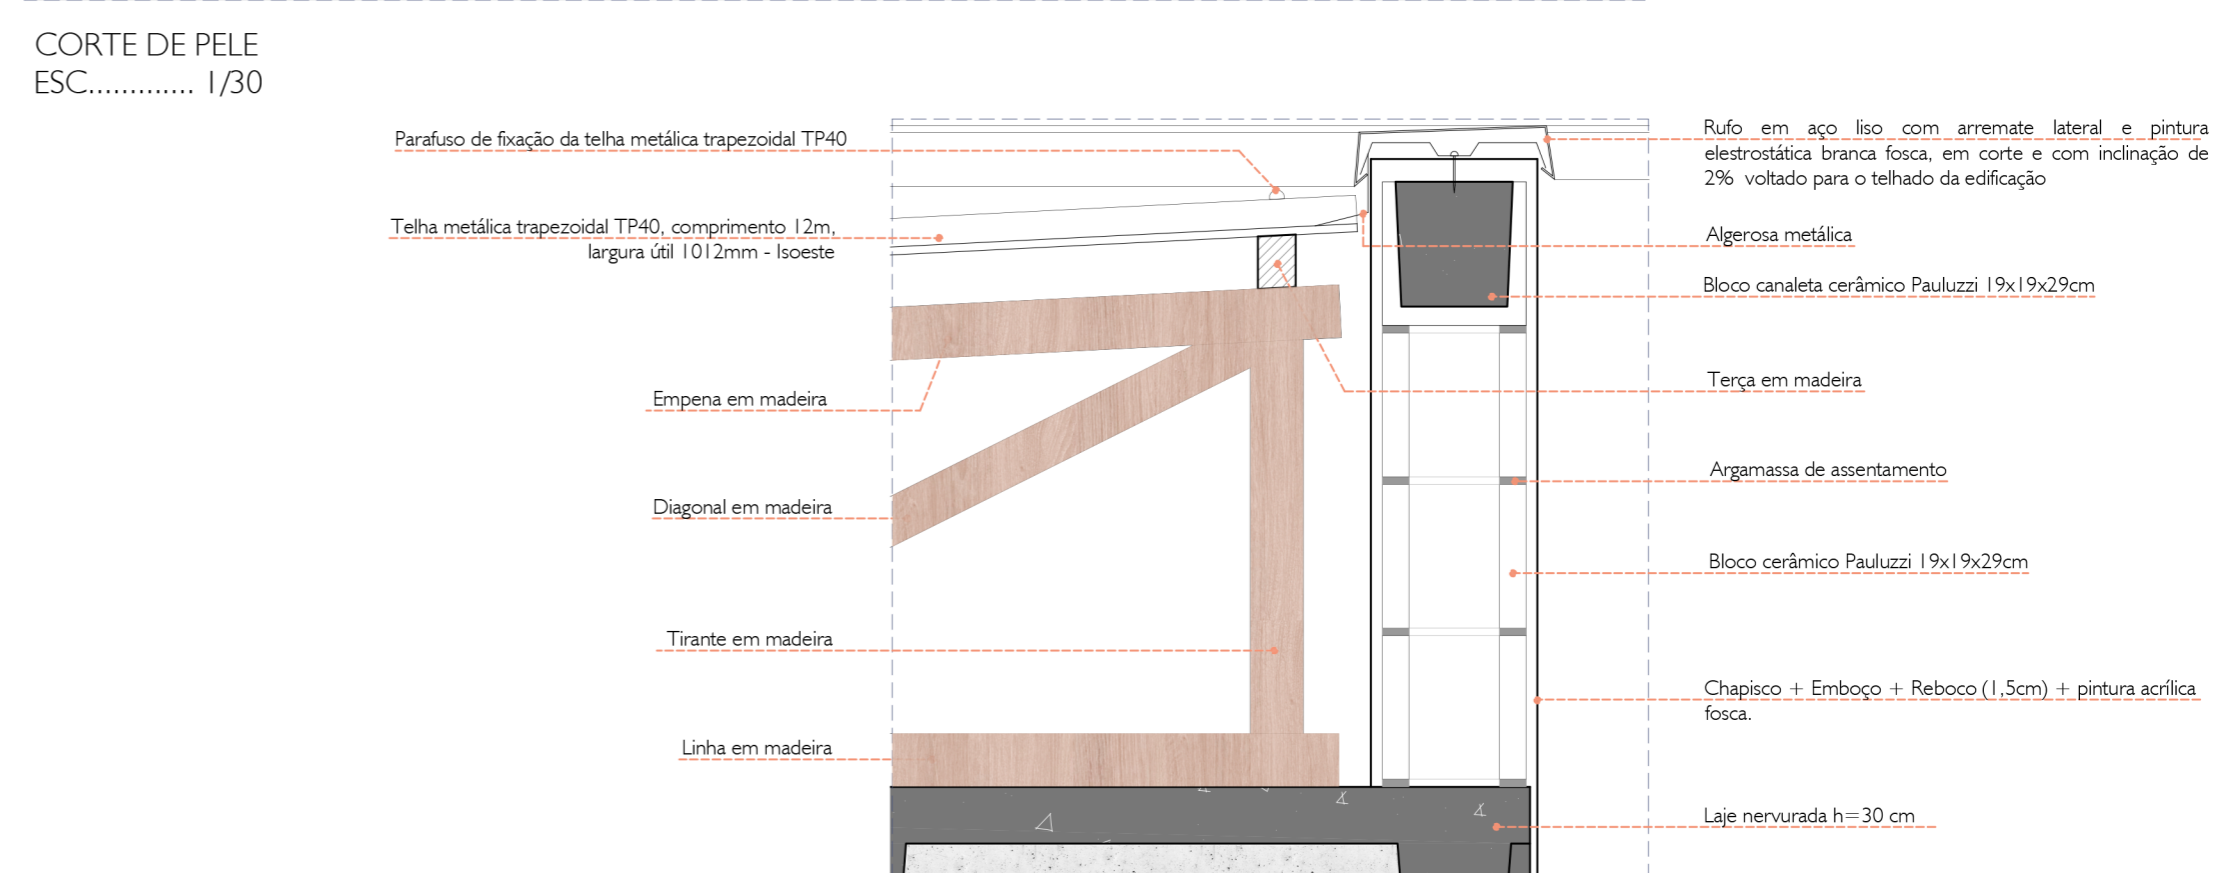 CORTE DE PELE
ESC............. 1/30
Parafuso de fixação da telha metálica trapezoidal TP40
Telha metálica trapezoidal TP40, comprimento 12m,
largura útil 1012mm - Isoeste
Empena em madeira
Diagonal em madeira
Tirante em madeira
Linha em madeira
Rufo em aço liso com arremate lateral e pintura
elestrostática branca fosca, em corte e com inclinação de
2% voltado para o telhado da edificação
Algerosa metálica
Bloco canaleta cerâmico Pauluzzi 19x19x29cm
Terça em madeira
Argamassa de assentamento
Bloco cerâmico Pauluzzi 19x19x29cm
Chapisco + Emboço + Reboco (1,5cm) + pintura acrílica
fosca.
Laje nervurada h=30 cm